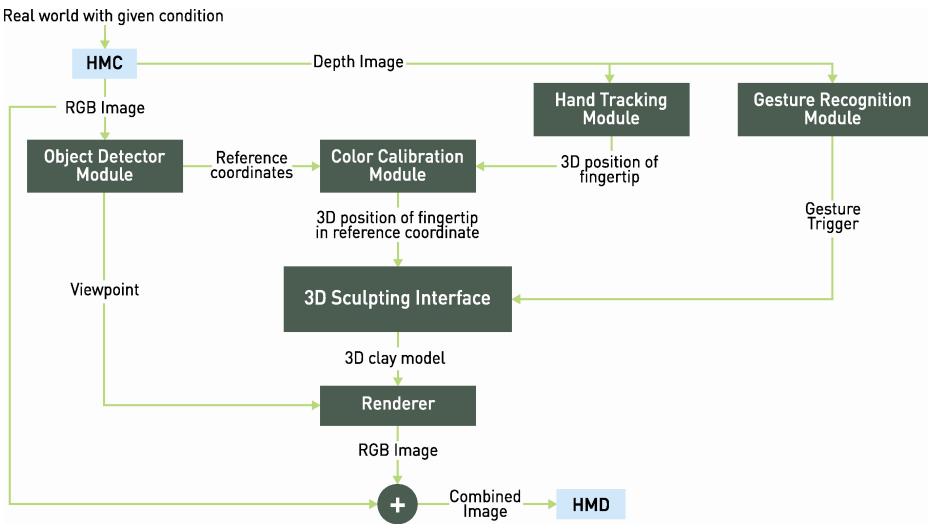 Real world with given condition
HMC
Depth Image
RGB Image
Hand Tracking
Module
Gesture Recognition
Module
Object Detector
Module
Reference
coordinates
Color Calibration
Module
3D position of
fingertip
3D position of fingertip
in reference coordinate
Gesture
Trigger
Viewpoint
3D Sculpting Interface
3D clay model
Renderer
RGB Image
+
Combined
Image
HMD